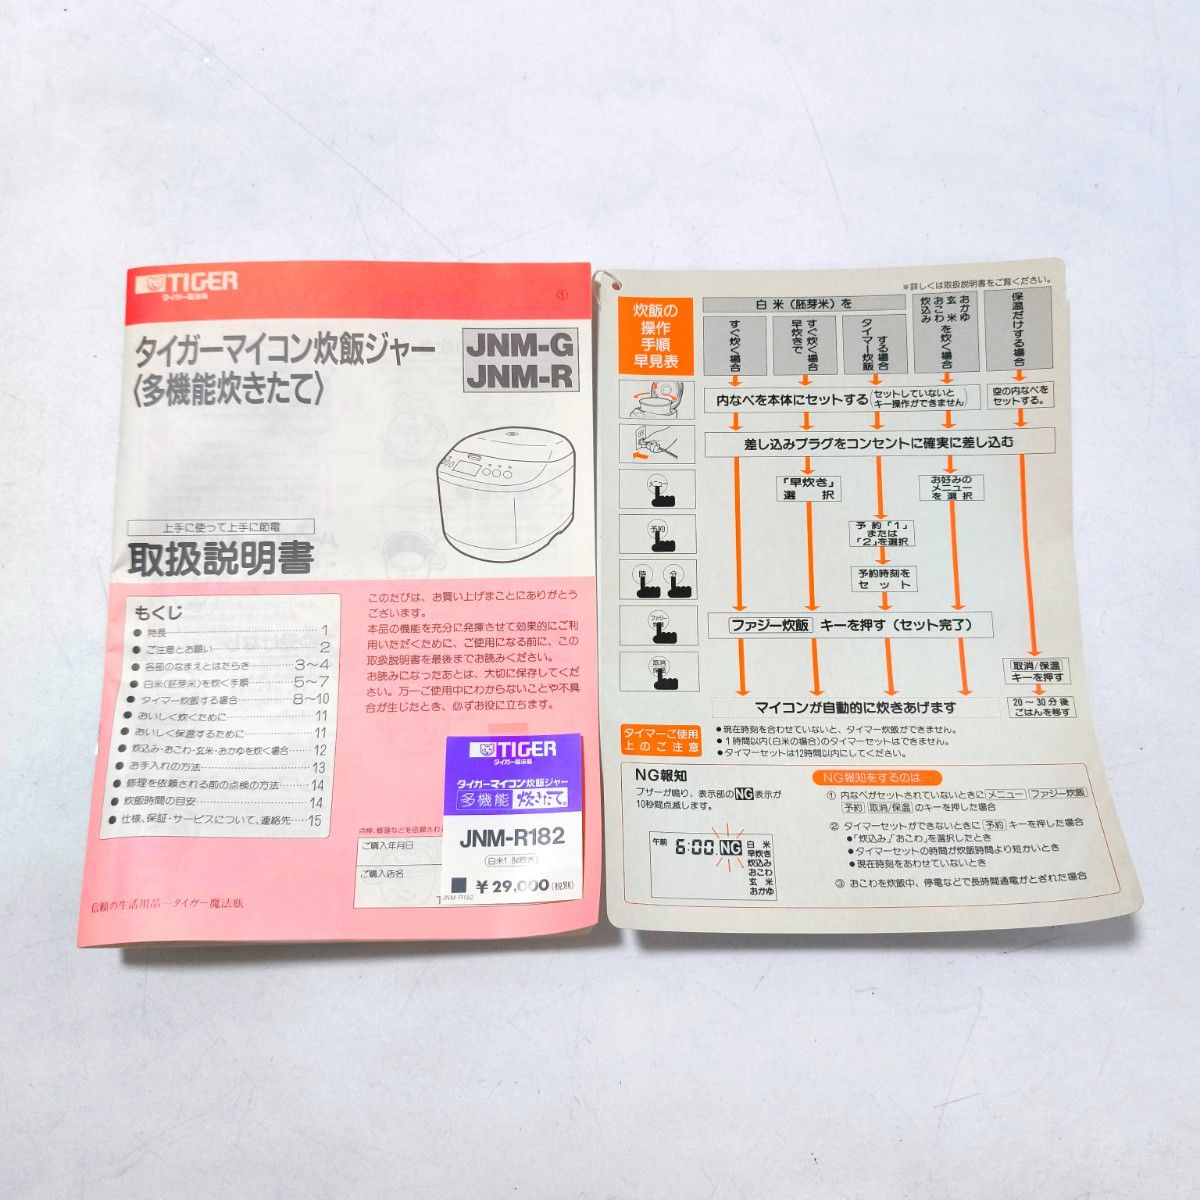 TIGER
タイガー魔法瓶
①
タイガーマイコン炊飯ジャー
〈多機能炊きたて〉
JNM-G
JNM-R
上手に使って上手に節電
取扱説明書
もくじ
●特長 1
●ご注意とお願い 2
●各部のなまえとはたらき 3〜4
●白米(胚芽米)を炊く手順 5〜7
●タイマー炊飯する場合 8〜10
●おいしく炊くために 11
●おいしく保温するために 11
●炊込み・おこわ・玄米・おかゆを炊く場合 12
●お手入れの方法 13
●修理を依頼される前の点検の方法 14
●炊飯時間の目安 14
●仕様、保証・サービスについて、連絡先 15
このたびは、お買い上げまことにありがとう
ございます。
本品の機能を充分に発揮させて効果的にご利
用いただくために、ご使用になる前に、この
取扱説明書を最後までお読みください。
お読みになったあとは、大切に保存してくだ
さい。万一ご使用中にわからないことや不具
合が生じたとき、必ずお役に立ちます。
点検、修理などを依頼され
ご購入年月日
ご購入店名
信頼の生活用品…タイガー魔法瓶
TIGER
タイガー魔法瓶
タイガーマイコン炊飯ジャー
多機能 炊きたて。
JNM-R182
白米1.8ℓ炊き
¥29,000(税別)
JNM-R182
※詳しくは取扱説明書をご覧ください。
炊飯の
操作
手順
早見表
白米(胚芽米)を
すぐ炊く場合
早炊きで
すぐ炊く場合
タイマー炊飯
する場合
炊込み
おこわ
玄米
おかゆ
を炊く場合
保温だけする場合
内なべを本体にセットする(セットしていないとキー操作ができません)
空の内なべを
セットする。
差し込みプラグをコンセントに確実に差し込む
メニュー
「早炊き」
選択
お好みの
メニュー
を選択
予約
予約「1」
または
「2」を選択
時 分
予約時刻を
セット
ファジー炊飯
ファジー炊飯 キーを押す(セット完了)
取消
保温
取消/保温
キーを押す
マイコンが自動的に炊きあげます
20〜30分後
ごはんを移す
タイマーご使用
上のご注意
●現在時刻を合わせていないと、タイマー炊飯ができません。
●1時間以内(白米の場合)のタイマーセットはできません。
●タイマーセットは12時間以内にしてください。
NG報知
ブザーが鳴り、表示部のNG表示が
10秒間点滅します。
午前 6:00 NG
白米
早炊き
炊込み
おこわ
玄米
おかゆ
NG報知をするのは…
① 内なべがセットされていないときにメニュー ファジー炊飯
予約 取消/保温 のキーを押した場合
② タイマーセットができないときに 予約 キーを押した場合
●「炊込み」「おこわ」を選択したとき
●タイマーセットの時間が炊飯時間より短かいとき
●現在時刻をあわせていないとき
③ おこわを炊飯中、停電などで長時間通電がとぎれた場合